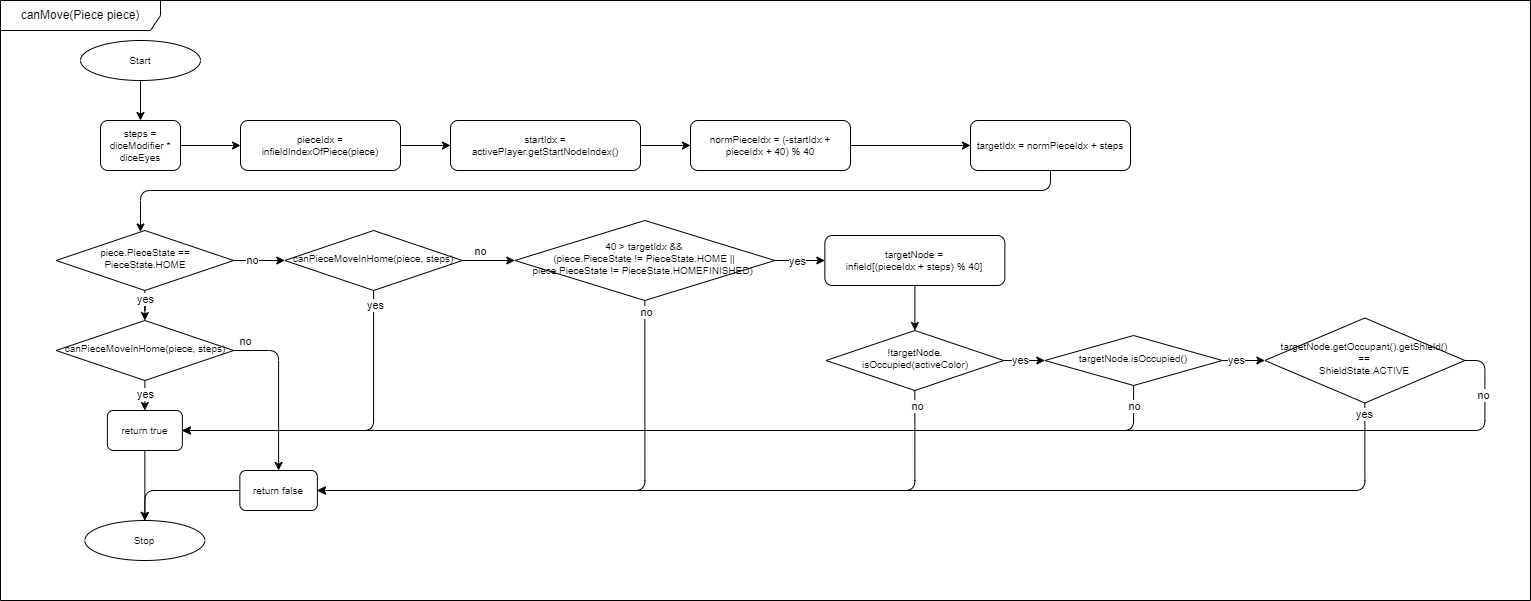 canMove(Piece piece)
Start
steps =
diceModifier *
diceEyes
pieceIdx =
infieldIndexOfPiece(piece)
startIdx =
activePlayer.getStartNodeIndex()
normPieceIdx = (-startIdx +
pieceIdx + 40) % 40
targetIdx = normPieceIdx + steps
piece.PieceState ==
PieceState.HOME
no
canPieceMoveInHome(piece, steps)
no
40 > targetIdx &&
(piece.PieceState != PieceState.HOME ||
piece.PieceState != PieceState.HOMEFINISHED)
yes
targetNode =
infield[(pieceIdx + steps) % 40]
yes
yes
no
canPieceMoveInHome(piece, steps)
no
!targetNode.
isOccupied(activeColor)
yes
targetNode.isOccupied()
yes
targetNode.getOccupant().getShield()
==
ShieldState.ACTIVE
no
yes
no
no
yes
return true
return false
Stop